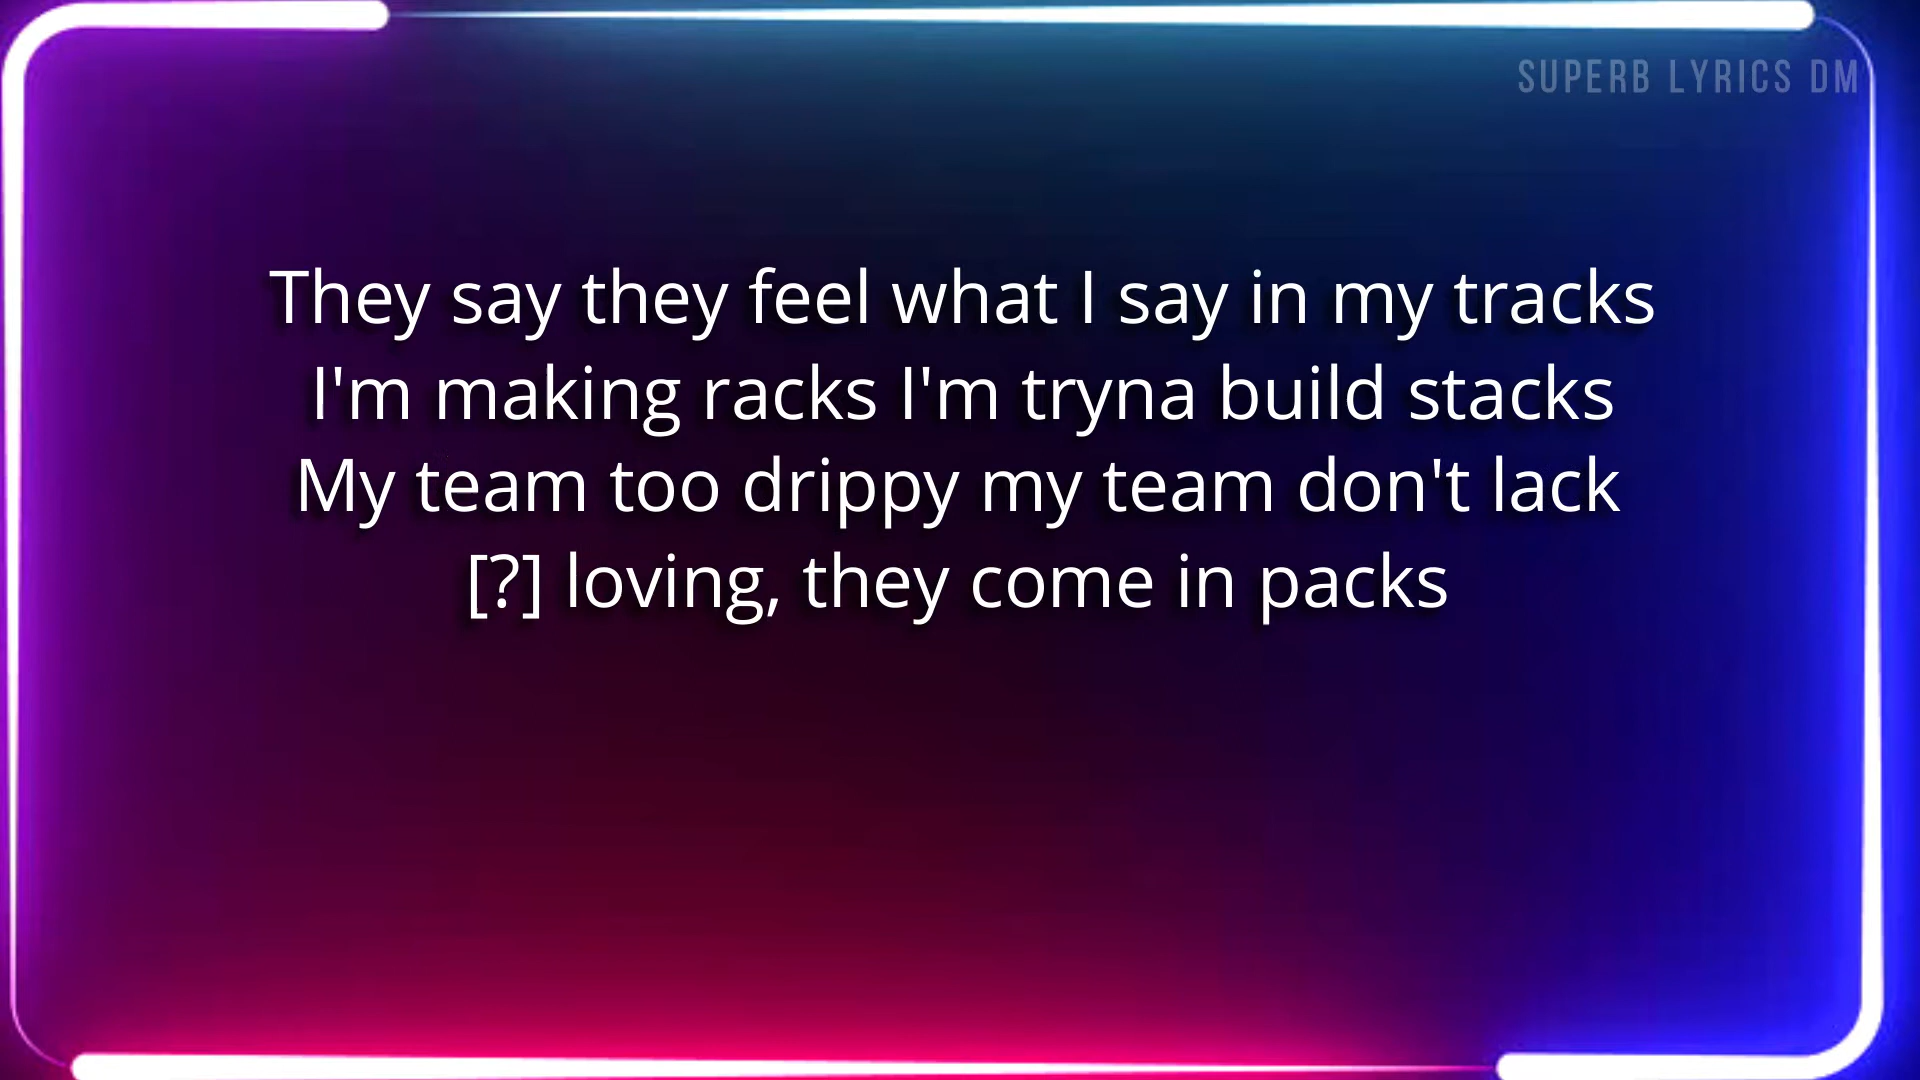 SUPERB LYRICS DM
They say they feel what I say in my tracks
I'm making racks I'm tryna build stacks
My team too drippy my team don't lack
[?] loving, they come in packs